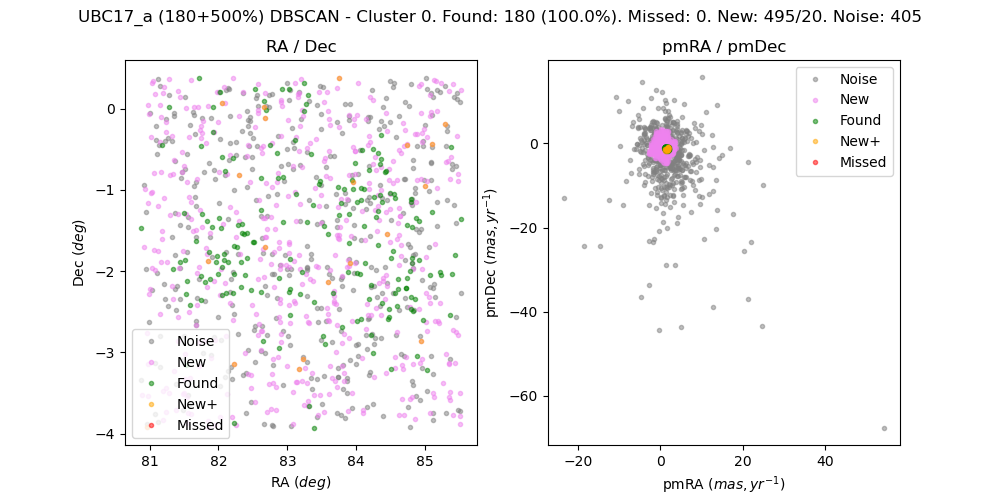 UBC17_a (180+500%) DBSCAN - Cluster 0. Found: 180 (100.0%). Missed: 0. New: 495/20. Noise: 405
RA / Dec
Dec (deg)
0
−1
−2
−3
−4
81
82
83
84
85
RA (deg)
Noise
New
Found
New+
Missed
pmRA / pmDec
pmDec (mas, yr⁻¹)
0
−20
−40
−60
−20
0
20
40
pmRA (mas, yr⁻¹)
Noise
New
Found
New+
Missed